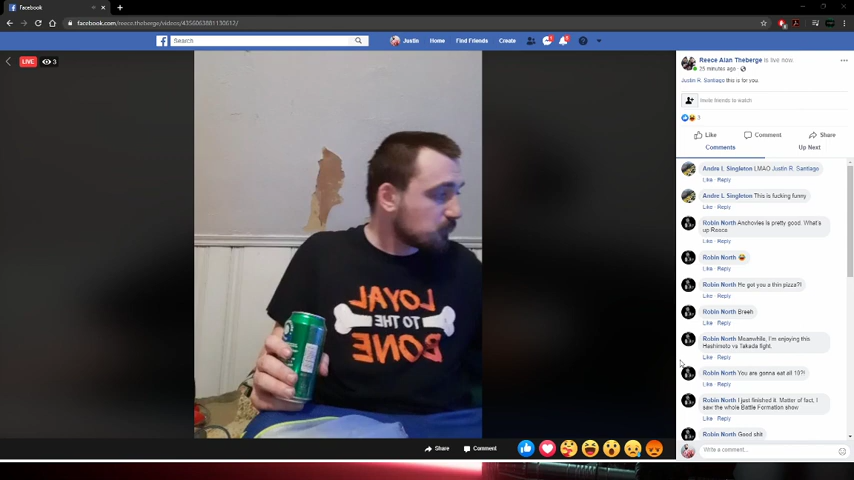 Facebook
facebook.com/reece.theberge/videos/4356063881130612/
Search
Justin
Home
Find Friends
Create
LIVE
3
LOYAL
TO THE
BONE
Share
Comment
Reece Alan Theberge is live now.
25 minutes ago
Justin R. Santiago this is for you.
Invite friends to watch
3
Like
Comment
Share
Comments
Up Next
Andre L Singleton LMAO Justin R. Santiago
Like · Reply
Andre L Singleton This is fucking funny
Like · Reply
Robin North Anchovies is pretty good. What's
up Reece
Like · Reply
Robin North 😆
Like · Reply
Robin North He got you a thin pizza?!
Like · Reply
Robin North Breeh
Like · Reply
Robin North Meanwhile, I'm enjoying this
Hashimoto vs Takada fight.
Like · Reply
Robin North You are gonna eat all 10?!
Like · Reply
Robin North I just finished it. Matter of fact, I
saw the whole Battle Formation show
Like · Reply
Robin North Good shit
Write a comment...